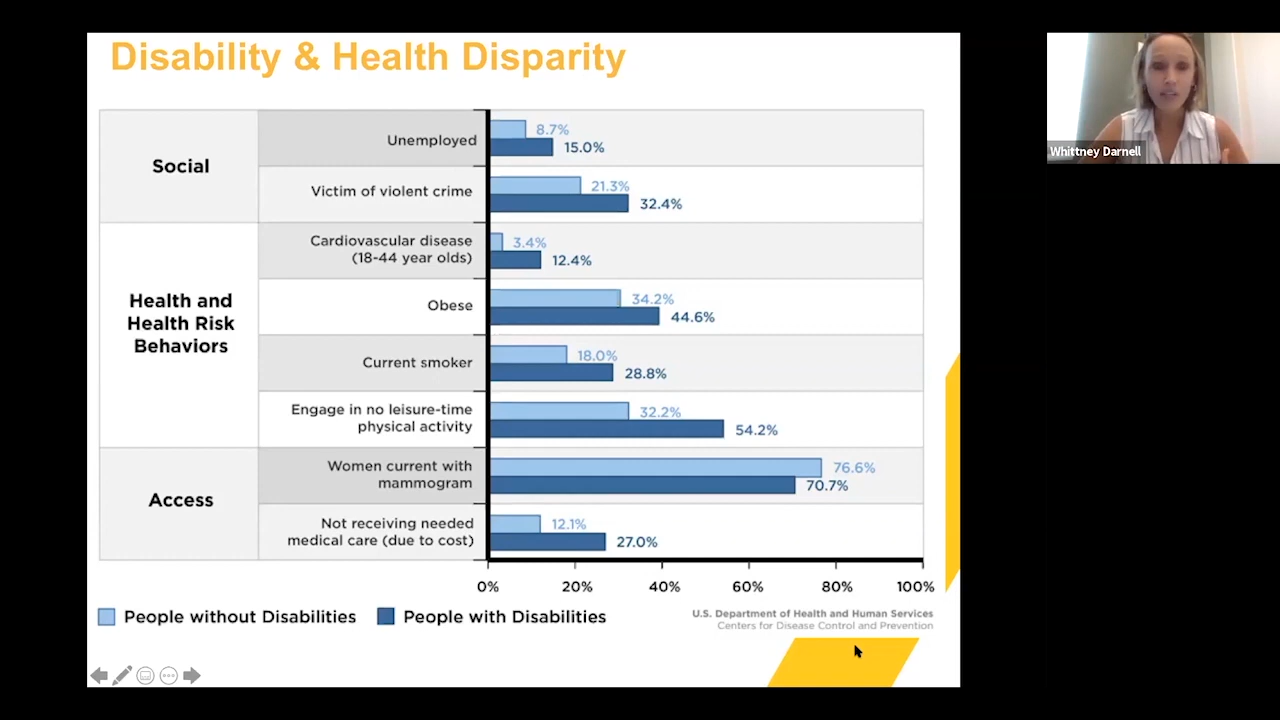 Disability & Health Disparity
Social
Unemployed
8.7%
15.0%
Victim of violent crime
21.3%
32.4%
Health and
Health Risk
Behaviors
Cardiovascular disease
(18-44 year olds)
3.4%
12.4%
Obese
34.2%
44.6%
Current smoker
18.0%
28.8%
Engage in no leisure-time
physical activity
32.2%
54.2%
Access
Women current with
mammogram
76.6%
70.7%
Not receiving needed
medical care (due to cost)
12.1%
27.0%
0% 20% 40% 60% 80% 100%
People without Disabilities People with Disabilities
U.S. Department of Health and Human Services
Centers for Disease Control and Prevention
Whittney Darnell